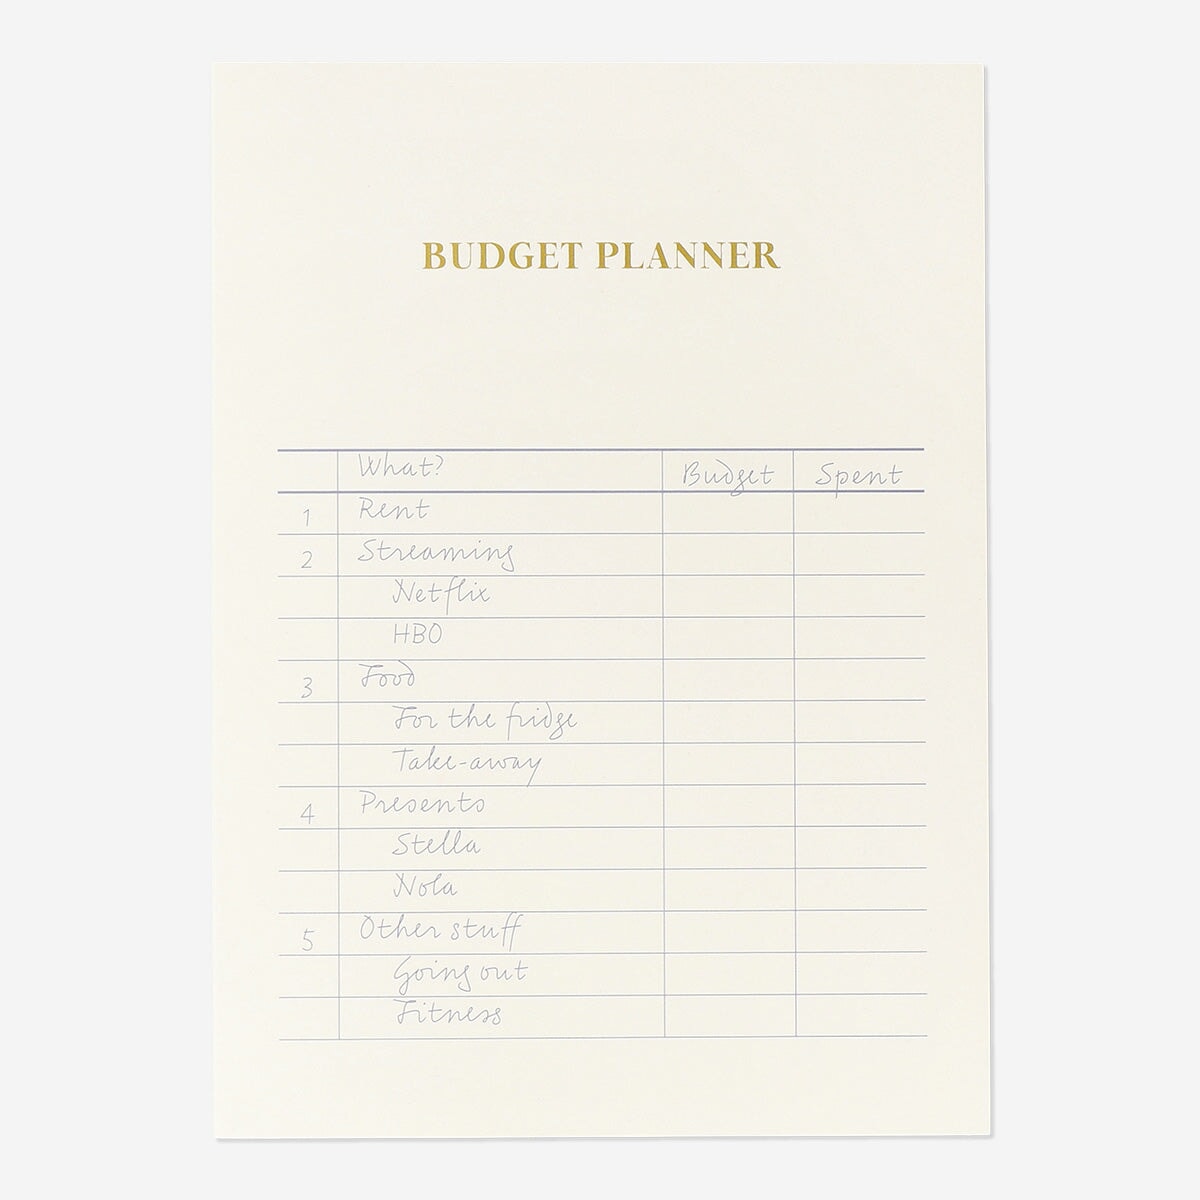 BUDGET PLANNER
What? Budget Spent
1 Rent
2 Streaming
Netflix
HBO
3 Food
For the fridge
Take-away
4 Presents
Stella
Nola
5 Other stuff
Going out
Fitness